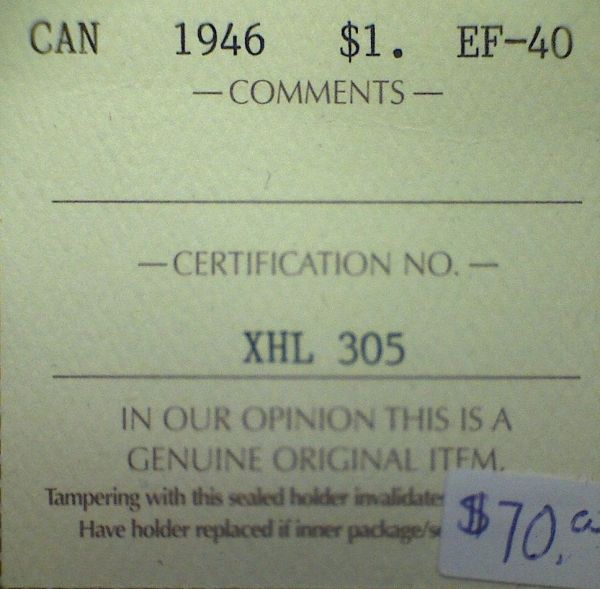 CAN 1946 $1. EF-40
— COMMENTS —
— CERTIFICATION NO. —
XHL 305
IN OUR OPINION THIS IS A
GENUINE ORIGINAL ITEM.
Tampering with this sealed holder
Have holder replaced if inner
$70.